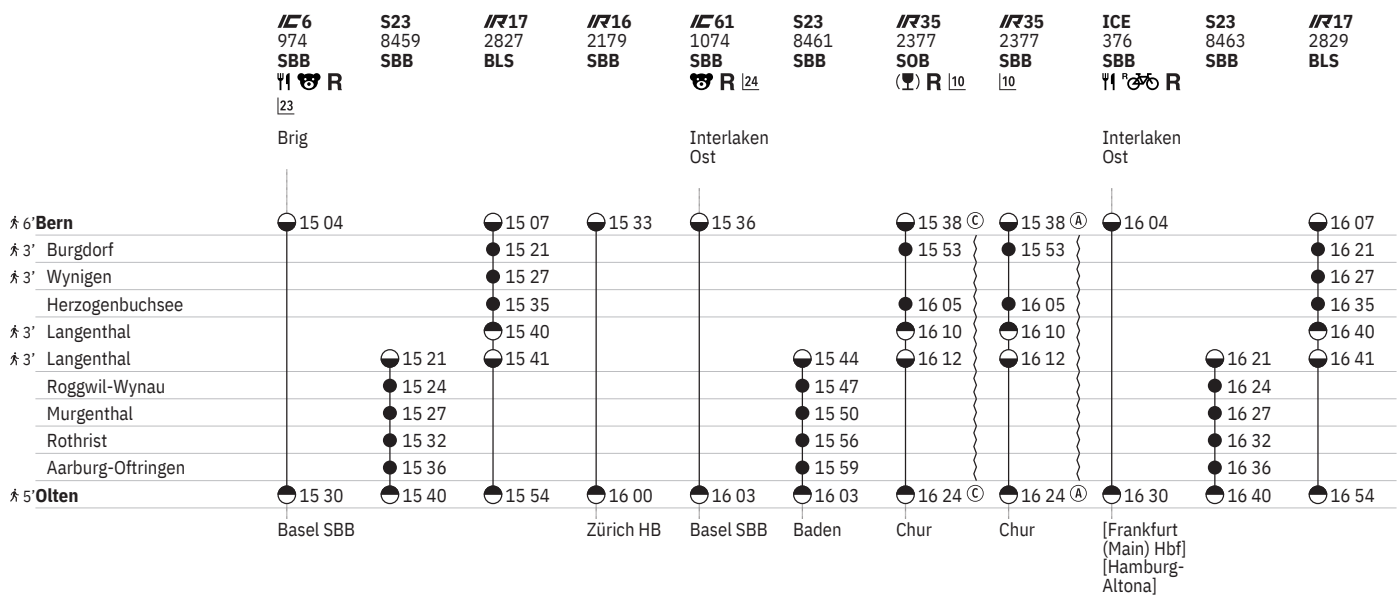 IC6 S23 IR17 IR16 IC61 S23 IR35 IR35 ICE S23 IR17
974 8459 2827 2179 1074 8461 2377 2377 376 8463 2829
SBB SBB BLS SBB SBB SBB SOB SBB SBB SBB BLS
R R 24 ( ) R 10 10 R R
23
Brig Interlaken Interlaken
Ost Ost
6' Bern 15 04 15 07 15 33 15 36 15 38 C 15 38 A 16 04 16 07
3' Burgdorf 15 21 15 53 15 53 16 21
3' Wynigen 15 27 16 27
Herzogenbuchsee 15 35 16 05 16 05 16 35
3' Langenthal 15 40 16 10 16 10 16 40
3' Langenthal 15 21 15 41 15 44 16 12 16 12 16 21 16 41
Roggwil-Wynau 15 24 15 47 16 24
Murgenthal 15 27 15 50 16 27
Rothrist 15 32 15 56 16 32
Aarburg-Oftringen 15 36 15 59 16 36
5' Olten 15 30 15 40 15 54 16 00 16 03 16 03 16 24 C 16 24 A 16 30 16 40 16 54
Basel SBB Zürich HB Basel SBB Baden Chur Chur [Frankfurt
(Main) Hbf]
[Hamburg-
Altona]